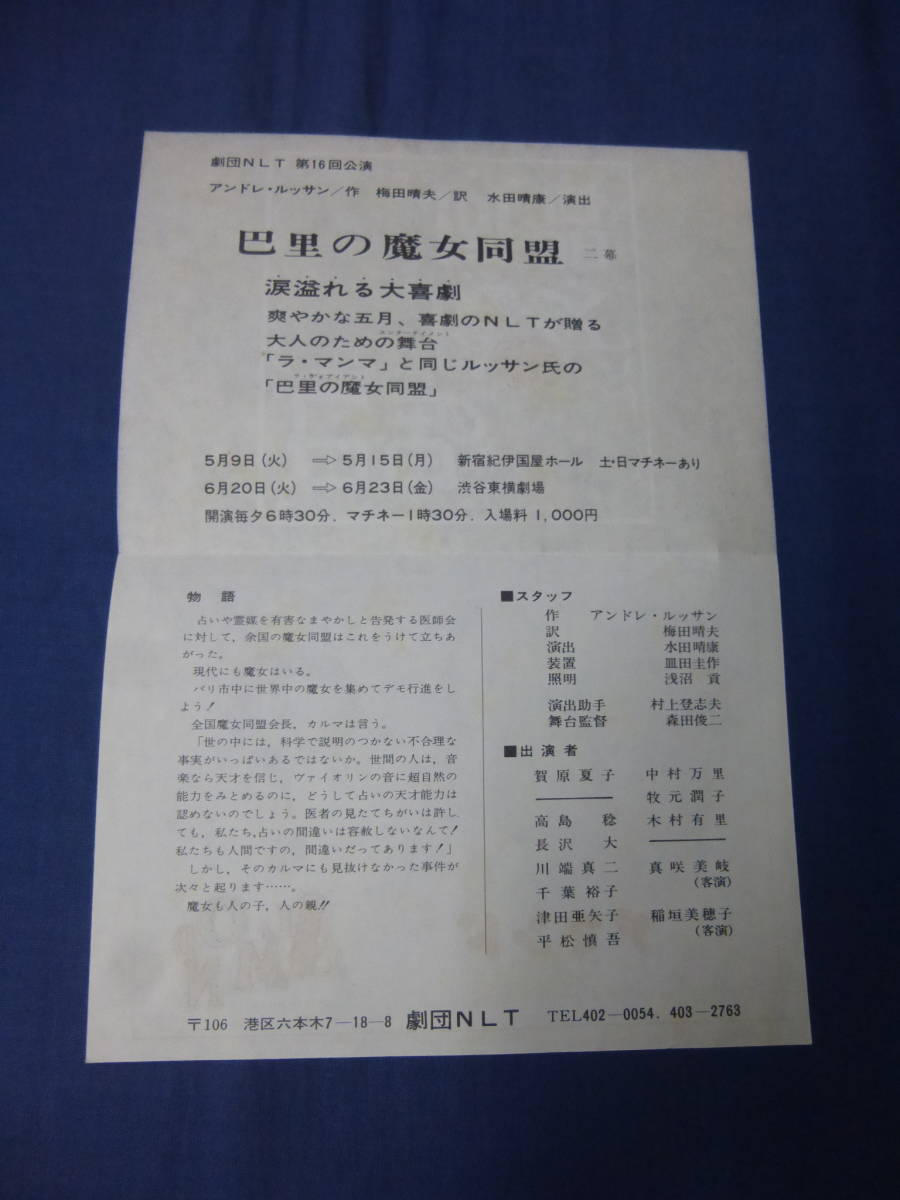 劇団NLT 第16回公演
アンドレ・ルッサン/作 梅田晴夫/訳 水田晴康/演出
巴里の魔女同盟 二幕
涙溢れる大喜劇
爽やかな五月、喜劇のNLTが贈る
エンターテイメント
大人のための舞台
「ラ・マンマ」と同じルッサン氏の
「巴里の魔女同盟」
5月9日(火) ⇒ 5月15日(月) 新宿紀伊国屋ホール 土・日マチネーあり
6月20日(火) ⇒ 6月23日(金) 渋谷東横劇場
開演毎夕6時30分. マチネー1時30分. 入場料 1,000円
物語
占いや霊媒を有害なまやかしと告発する医師会
に対して,余国の魔女同盟はこれをうけて立ちあ
がった。
現代にも魔女はいる。
パリ市中に世界中の魔女を集めてデモ行進をし
よう!
全国魔女同盟会長,カルマは言う。
「世の中には,科学で説明のつかない不合理な
事実がいっぱいあるではないか。世間の人は,音
楽なら天才を信じ,ヴァイオリンの音に超自然の
能力をみとめるのに,どうして占いの天才能力は
認めないのでしょう。医者の見たてちがいは許し
ても,私たち,占いの間違いは容赦しないなんて!
私たちも人間ですの,間違いだってあります!」
しかし,そのカルマにも見抜けなかった事件が
次々と起ります……。
魔女も人の子,人の親!!
■スタッフ
作 アンドレ・ルッサン
訳 梅田晴夫
演出 水田晴康
装置 皿田圭作
照明 浅沼貢
演出助手 村上登志夫
舞台監督 森田俊二
■出演者
賀原夏子 中村万里
牧元潤子
高島稔 木村有里
長沢大
川端真二 真咲美岐
(客演)
千葉裕子
津田亜矢子 稲垣美穂子
(客演)
平松慎吾
〒106 港区六本木7―18―8 劇団NLT TEL402―0054. 403―2763